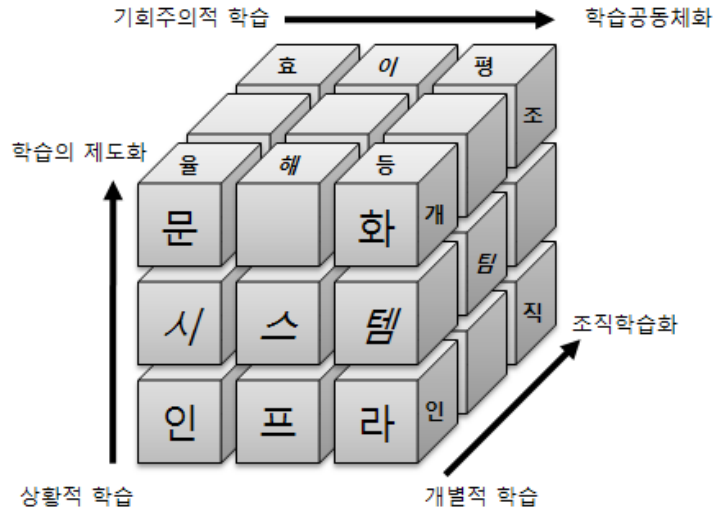 기회주의적 학습
학습공동체화
효 이 평
조
학습의 제도화
율 해 등
문 화 개
팀
시 스 템
직
조직학습화
인 프 라 인
상황적 학습
개별적 학습